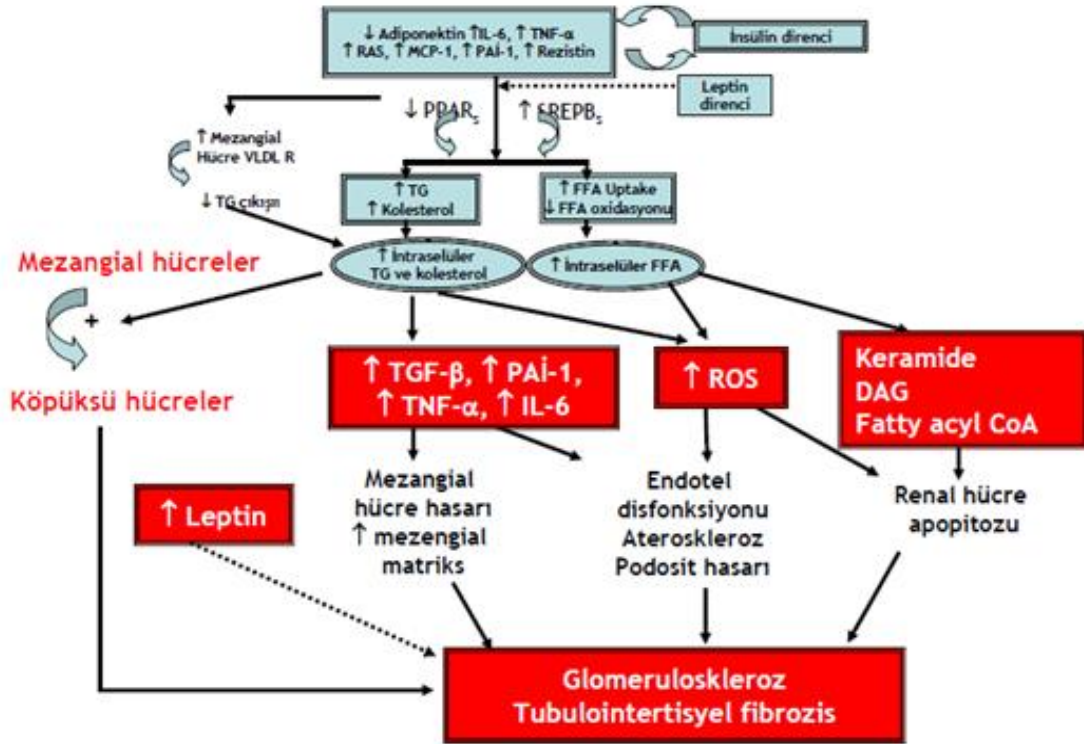 ↓ Adiponektin ↑IL-6, ↑ TNF-α
↑ RAS, ↑ MCP-1, ↑ PAİ-1, ↑ Rezistin
İnsülin direnci
Leptin
direnci
↓ PPARs
↑ SREPBs
↑ Mezangial
Hücre VLDL R
↓ TG çıkışıı
↑ TG
↑ Kolesterol
↑ FFA Uptake
↓ FFA oxidasyonu
↑ İntraselüler
TG ve kolesterol
↑ İntraselüler FFA
Mezangial hücreler
+
Köpüksü hücreler
↑ TGF-β, ↑ PAİ-1,
↑ TNF-α, ↑ IL-6
↑ ROS
Keramide
DAG
Fatty acyl CoA
↑ Leptin
Mezangial
hücre hasarı
↑ mezengial
matriks
Endotel
disfonksiyonu
Ateroskleroz
Podosit hasarı
Renal hücre
apopitozu
Glomeruloskleroz
Tubulointertisyel fibrozis